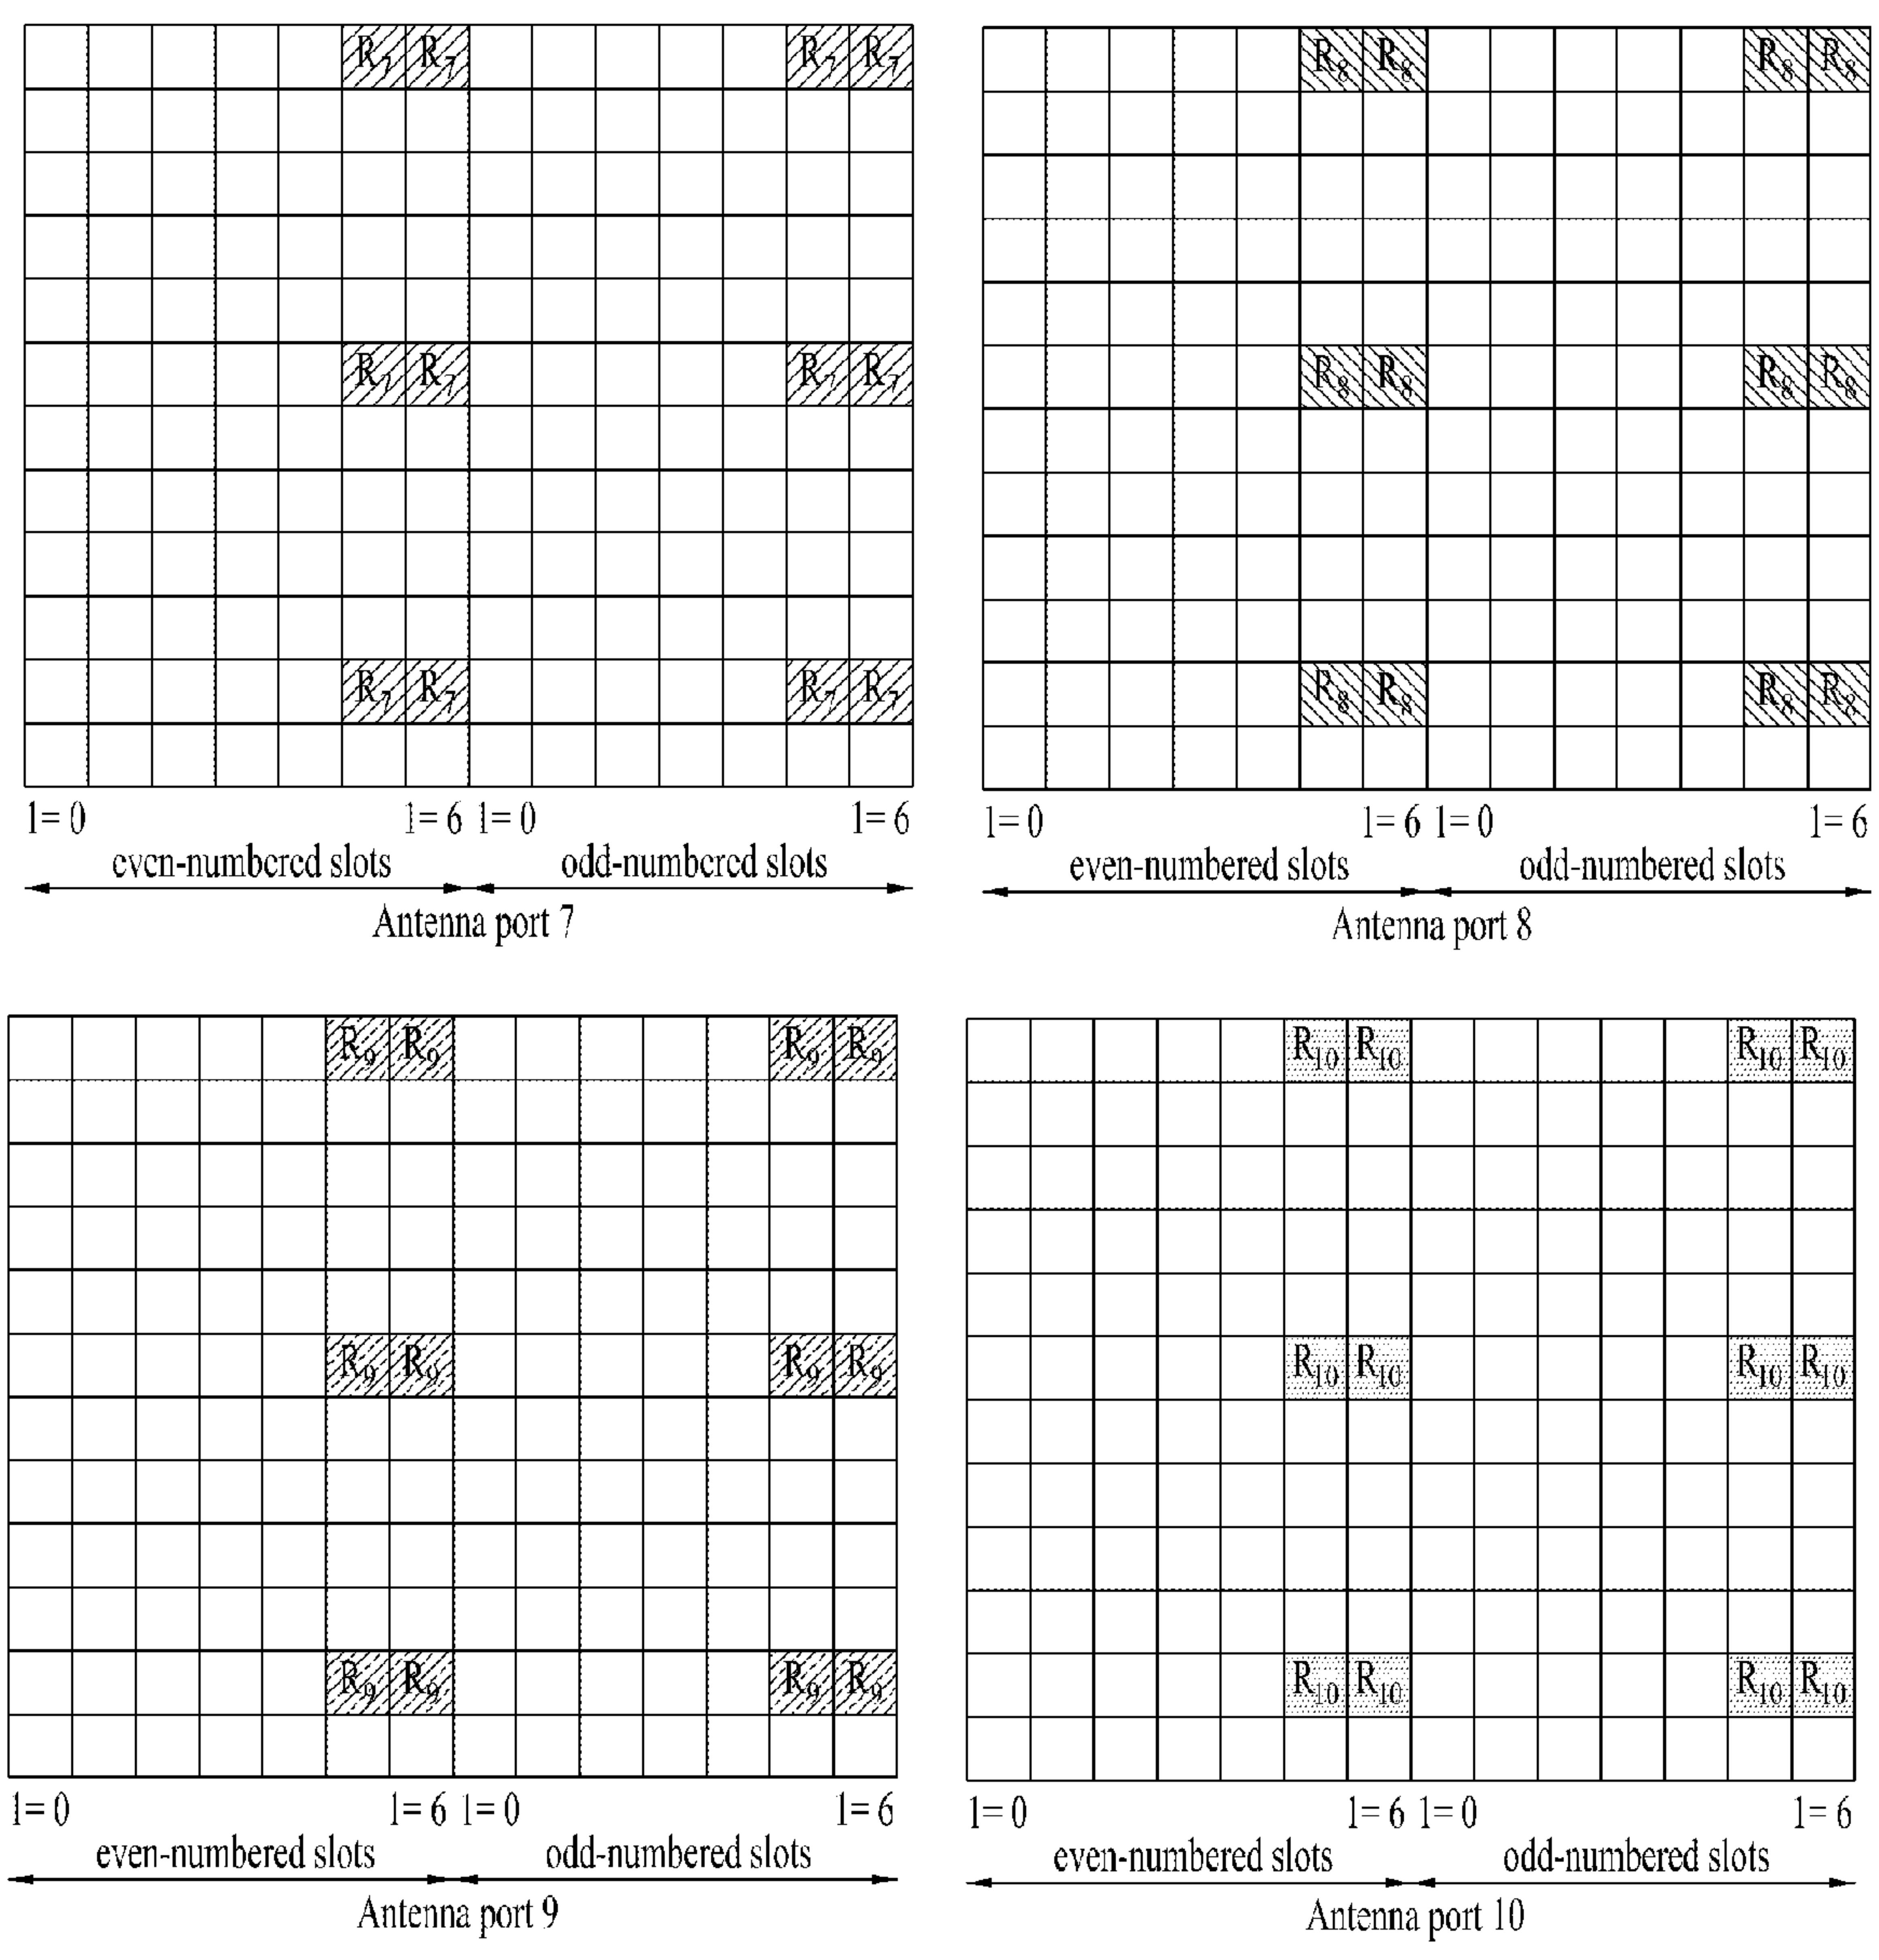 R7 R7 R7 R7
R7 R7 R7 R7
R7 R7 R7 R7
l= 0 l= 6 l= 0 l= 6
even-numbered slots odd-numbered slots
Antenna port 7
R8 R8 R8 R8
R8 R8 R8 R8
R8 R8 R8 R8
l= 0 l= 6 l= 0 l= 6
even-numbered slots odd-numbered slots
Antenna port 8
R9 R9 R9 R9
R9 R9 R9 R9
R9 R9 R9 R9
l= 0 l= 6 l= 0 l= 6
even-numbered slots odd-numbered slots
Antenna port 9
R10 R10 R10 R10
R10 R10 R10 R10
R10 R10 R10 R10
l= 0 l= 6 l= 0 l= 6
even-numbered slots odd-numbered slots
Antenna port 10